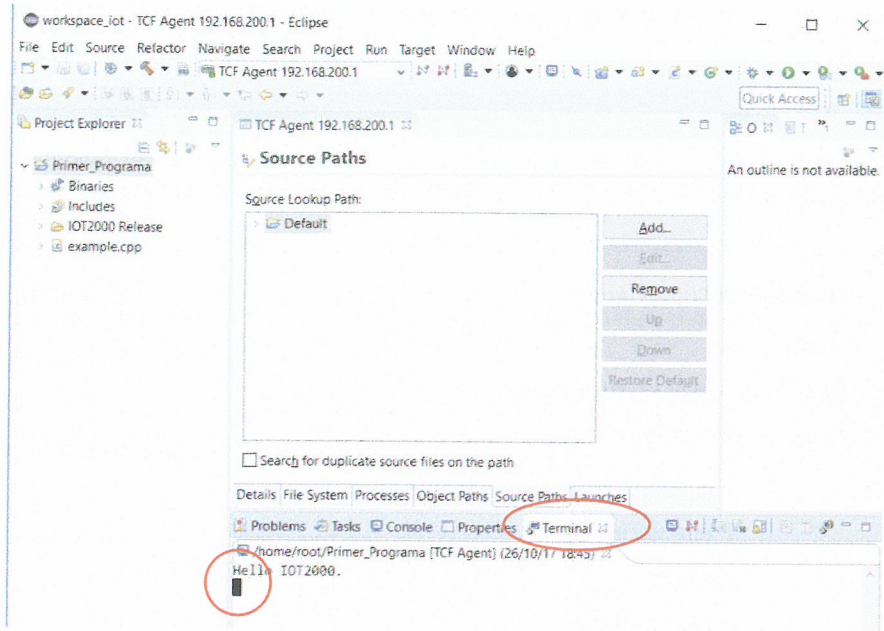 workspace_iot - TCF Agent 192.168.200.1 - Eclipse
File Edit Source Refactor Navigate Search Project Run Target Window Help
TCF Agent 192.168.200.1
Quick Access
Project Explorer
TCF Agent 192.168.200.1
Primer_Programa
Binaries
Includes
IOT2000 Release
example.cpp
Source Paths
Source Lookup Path:
Default
Add...
Edit...
Remove
Up
Down
Restore Default
Search for duplicate source files on the path
Details File System Processes Object Paths Source Paths Launches
An outline is not available.
Problems Tasks Console Properties Terminal
/home/root/Primer_Programa [TCF Agent] (26/10/17 18:45)
Hello IOT2000.